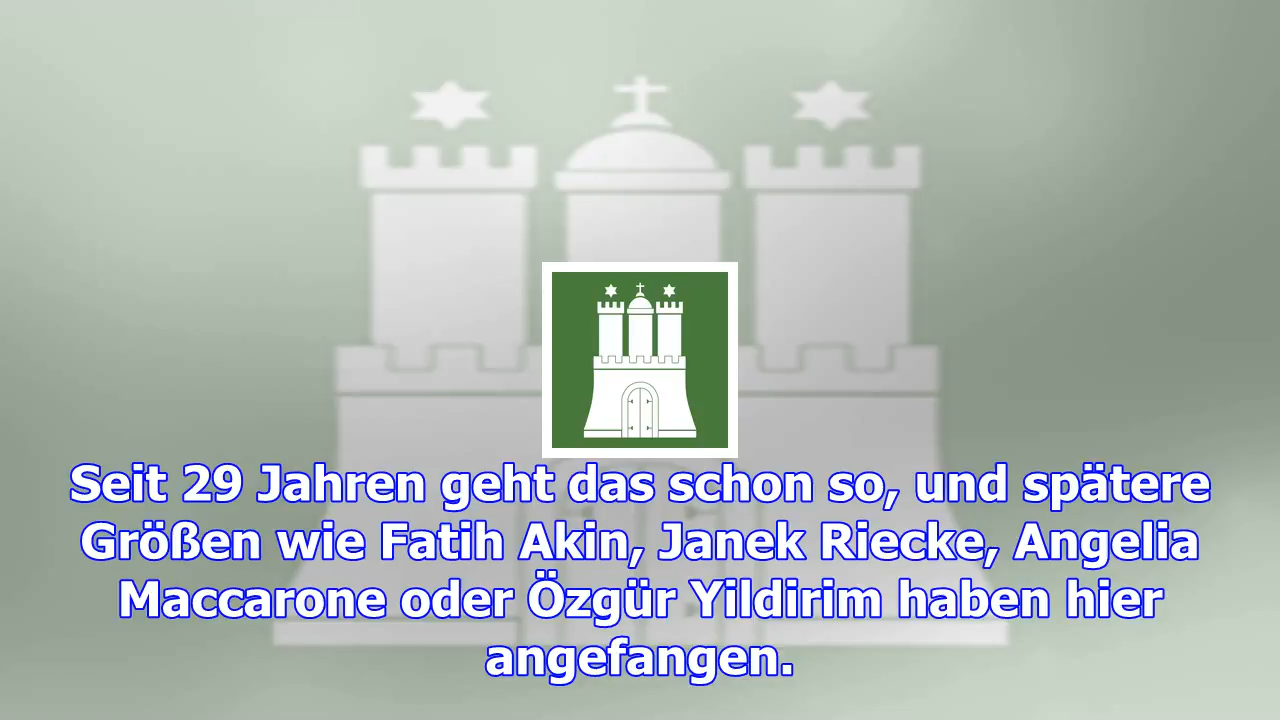 Seit 29 Jahren geht das schon so, und spätere
Größen wie Fatih Akin, Janek Riecke, Angelia
Maccarone oder Özgür Yildirim haben hier
angefangen.